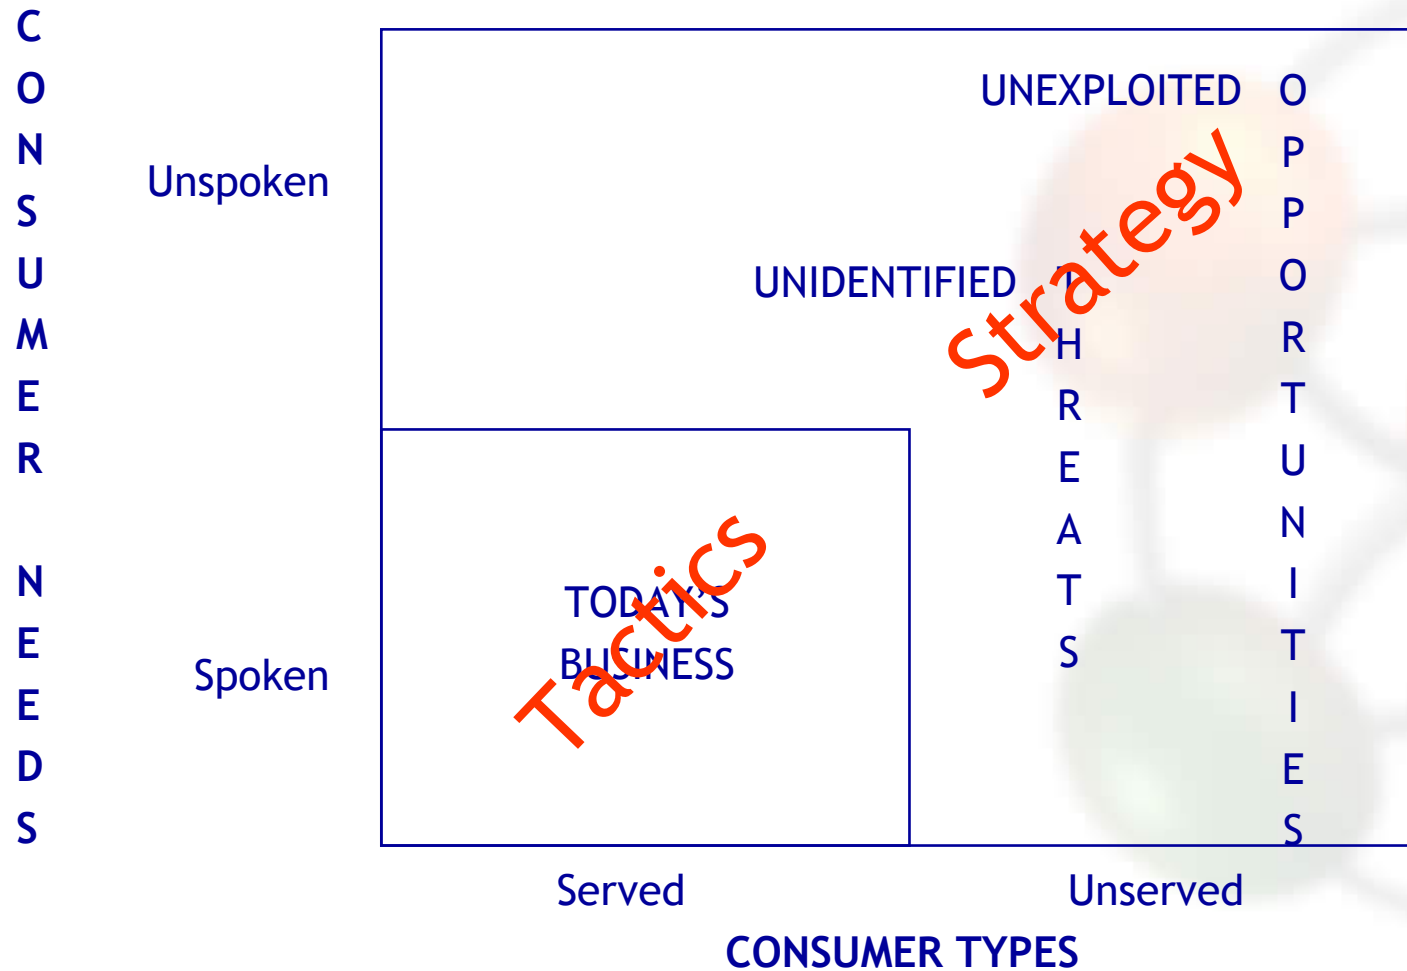 CONSUMER NEEDS
Unspoken
Spoken
UNEXPLOITED OPPORTUNITIES
UNIDENTIFIED THREATS
Strategy
TODAY'S
BUSINESS
Tactics
Served
Unserved
CONSUMER TYPES